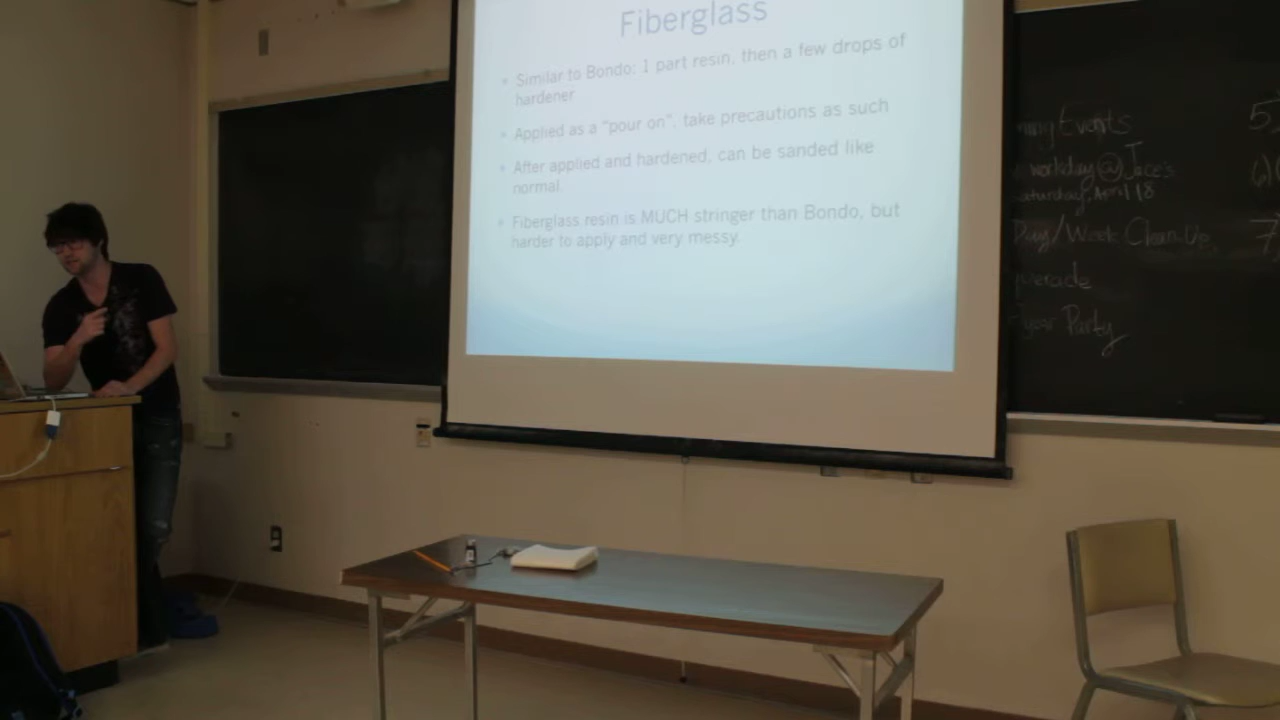 Fiberglass
• Similar to Bondo; 1 part resin, then a few drops of
hardener
• Applied as a “pour on”, take precautions as such
• After applied and hardened, can be sanded like
normal.
• Fiberglass resin is MUCH stringer than Bondo, but
harder to apply and very messy.
Events
workday@Jace's
Saturday, April 18
Day/Week Clean Up
year Party